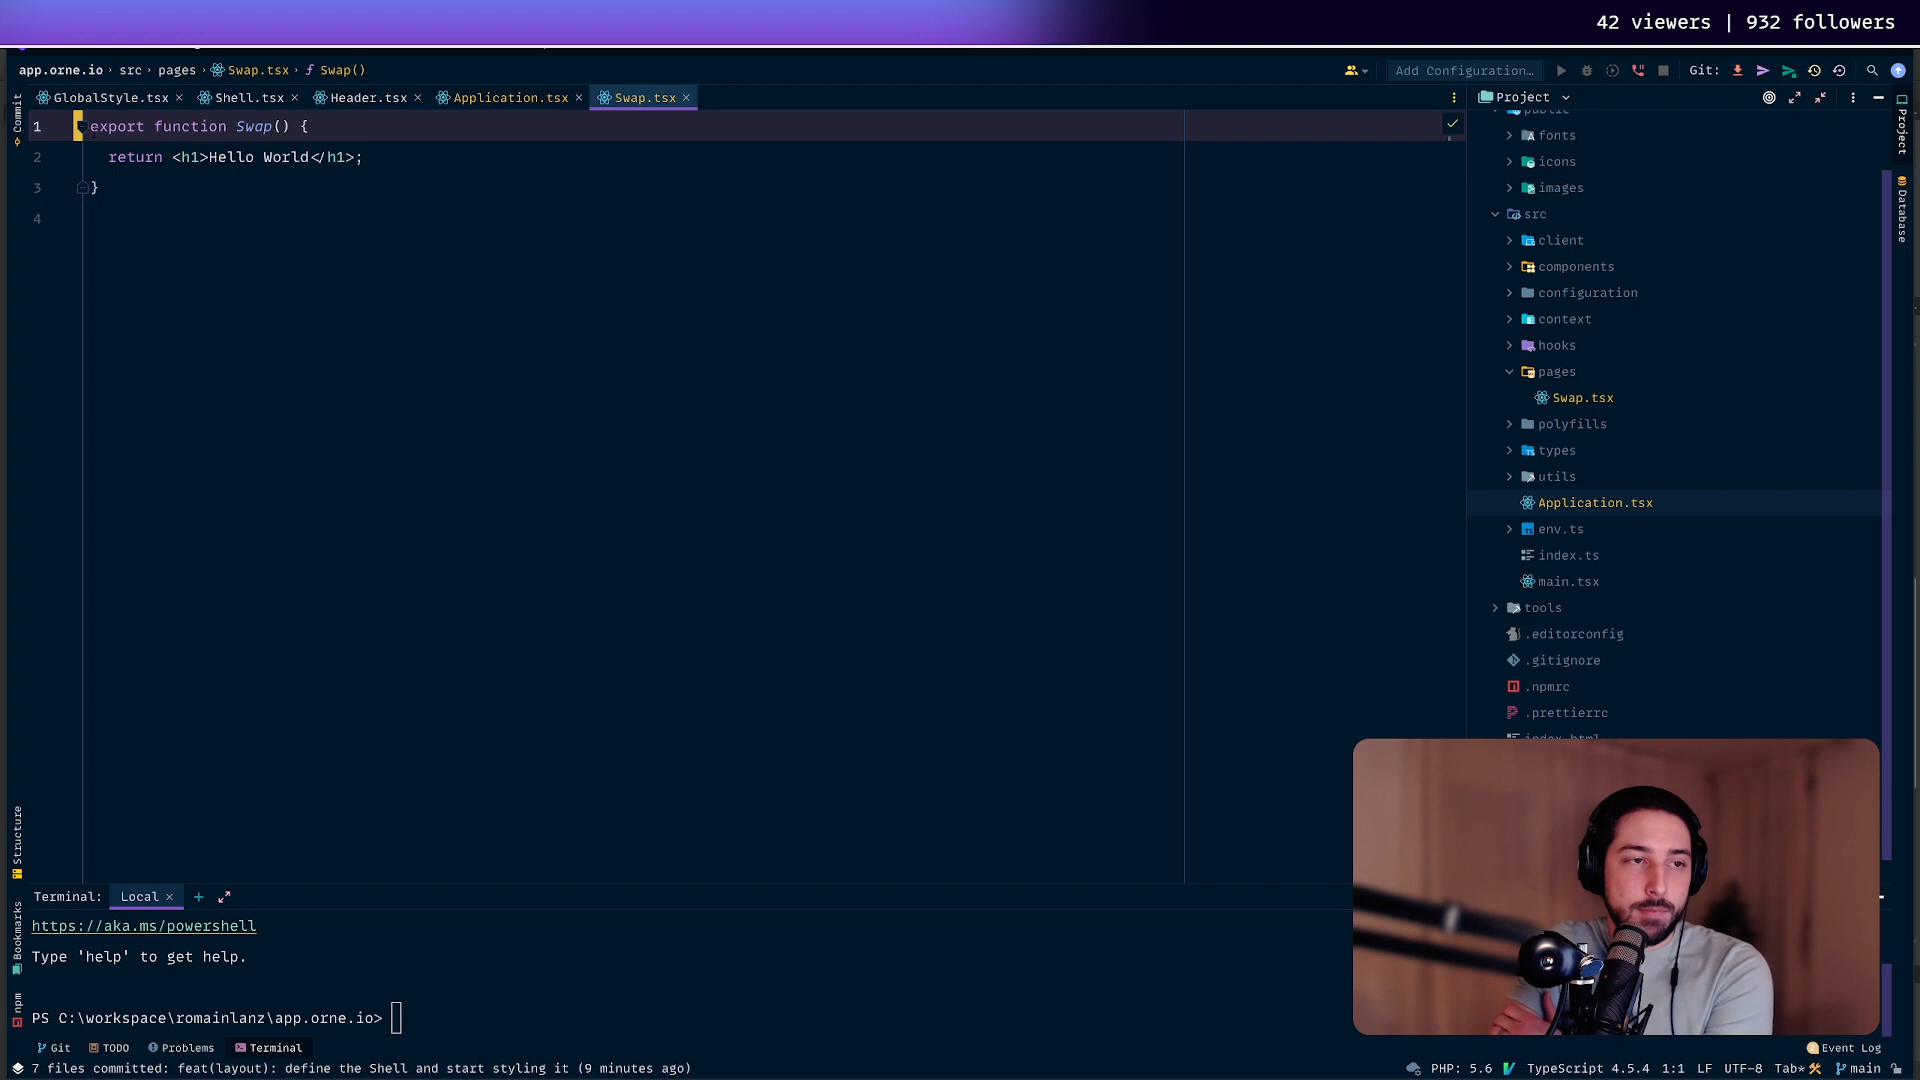 42 viewers | 932 followers
app.orne.io › src › pages › Swap.tsx › Swap()
Add Configuration...
Git:
GlobalStyle.tsx
Shell.tsx
Header.tsx
Application.tsx
Swap.tsx
Project
Commit
Project
Database
1 export function Swap() {
2 return <h1>Hello World</h1>;
3 }
4
public
fonts
icons
images
src
client
components
configuration
context
hooks
pages
Swap.tsx
polyfills
types
utils
Application.tsx
env.ts
index.ts
main.tsx
tools
.editorconfig
.gitignore
.npmrc
.prettierrc
index.html
Structure
Bookmarks
npm
Terminal: Local
https://aka.ms/powershell
Type 'help' to get help.
PS C:\workspace\romainlanz\app.orne.io>
Git TODO Problems Terminal
2 Event Log
7 files committed: feat(layout): define the Shell and start styling it (9 minutes ago)
PHP: 5.6 TypeScript 4.5.4 1:1 LF UTF-8 Tab* main